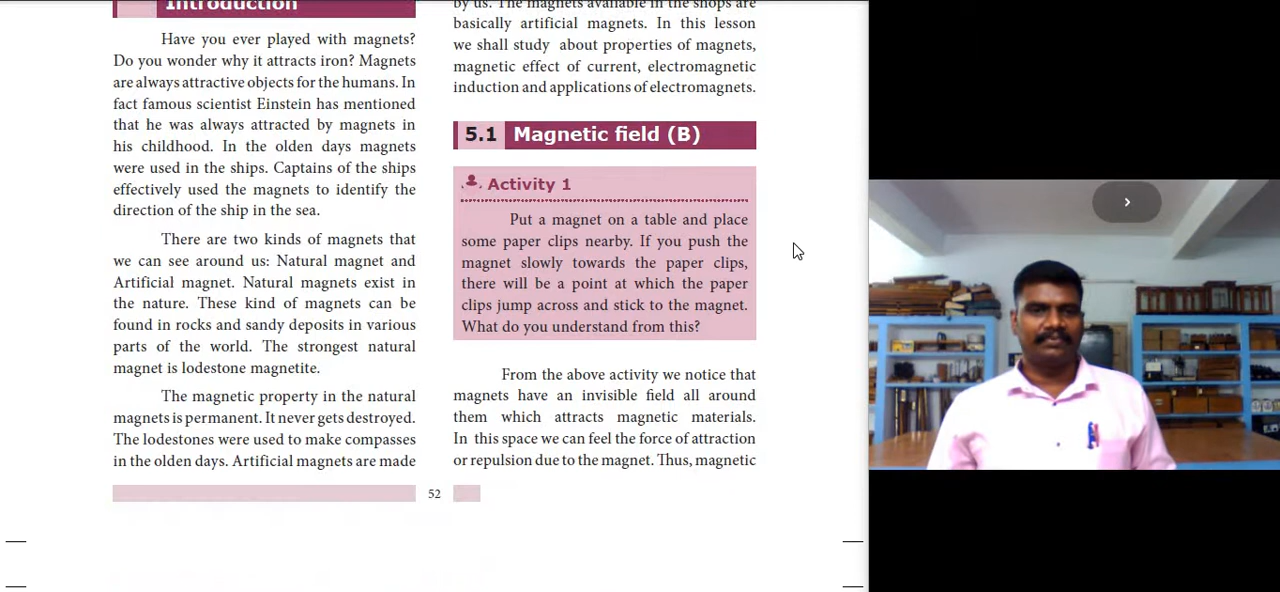 Introduction
Have you ever played with magnets?
Do you wonder why it attracts iron? Magnets
are always attractive objects for the humans. In
fact famous scientist Einstein has mentioned
that he was always attracted by magnets in
his childhood. In the olden days magnets
were used in the ships. Captains of the ships
effectively used the magnets to identify the
direction of the ship in the sea.
There are two kinds of magnets that
we can see around us: Natural magnet and
Artificial magnet. Natural magnets exist in
the nature. These kind of magnets can be
found in rocks and sandy deposits in various
parts of the world. The strongest natural
magnet is lodestone magnetite.
The magnetic property in the natural
magnets is permanent. It never gets destroyed.
The lodestones were used to make compasses
in the olden days. Artificial magnets are made
by us. The magnets available in the shops are
basically artificial magnets. In this lesson
we shall study about properties of magnets,
magnetic effect of current, electromagnetic
induction and applications of electromagnets.
5.1 Magnetic field (B)
Activity 1
Put a magnet on a table and place
some paper clips nearby. If you push the
magnet slowly towards the paper clips,
there will be a point at which the paper
clips jump across and stick to the magnet.
What do you understand from this?
From the above activity we notice that
magnets have an invisible field all around
them which attracts magnetic materials.
In this space we can feel the force of attraction
or repulsion due to the magnet. Thus, magnetic
52